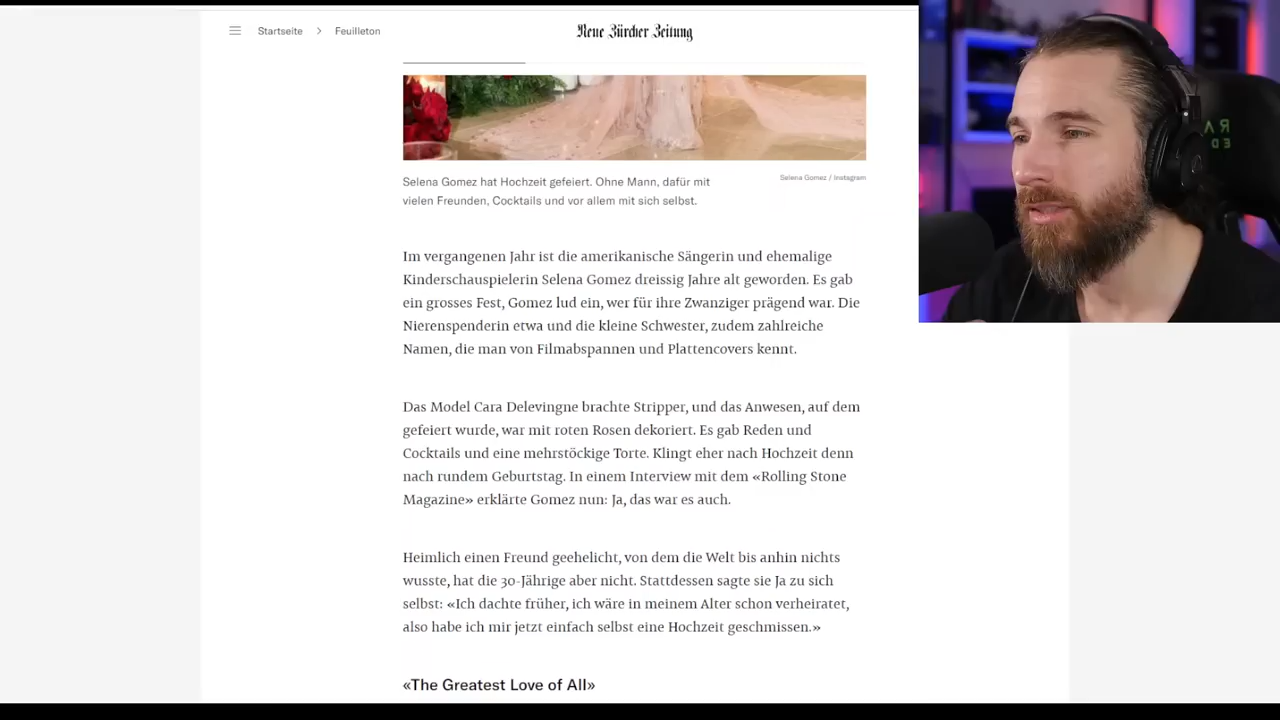 Startseite
Feuilleton
Neue Zürcher Zeitung
Selena Gomez hat Hochzeit gefeiert. Ohne Mann, dafür mit
vielen Freunden, Cocktails und vor allem mit sich selbst.
Selena Gomez / Instagram
Im vergangenen Jahr ist die amerikanische Sängerin und ehemalige
Kinderschauspielerin Selena Gomez dreissig Jahre alt geworden. Es gab
ein grosses Fest, Gomez lud ein, wer für ihre Zwanziger prägend war. Die
Nierenspenderin etwa und die kleine Schwester, zudem zahlreiche
Namen, die man von Filmabspannen und Plattencovers kennt.
Das Model Cara Delevingne brachte Stripper, und das Anwesen, auf dem
gefeiert wurde, war mit roten Rosen dekoriert. Es gab Reden und
Cocktails und eine mehrstöckige Torte. Klingt eher nach Hochzeit denn
nach rundem Geburtstag. In einem Interview mit dem «Rolling Stone
Magazine» erklärte Gomez nun: Ja, das war es auch.
Heimlich einen Freund geehelicht, von dem die Welt bis anhin nichts
wusste, hat die 30-Jährige aber nicht. Stattdessen sagte sie Ja zu sich
selbst: «Ich dachte früher, ich wäre in meinem Alter schon verheiratet,
also habe ich mir jetzt einfach selbst eine Hochzeit geschmissen.»
«The Greatest Love of All»